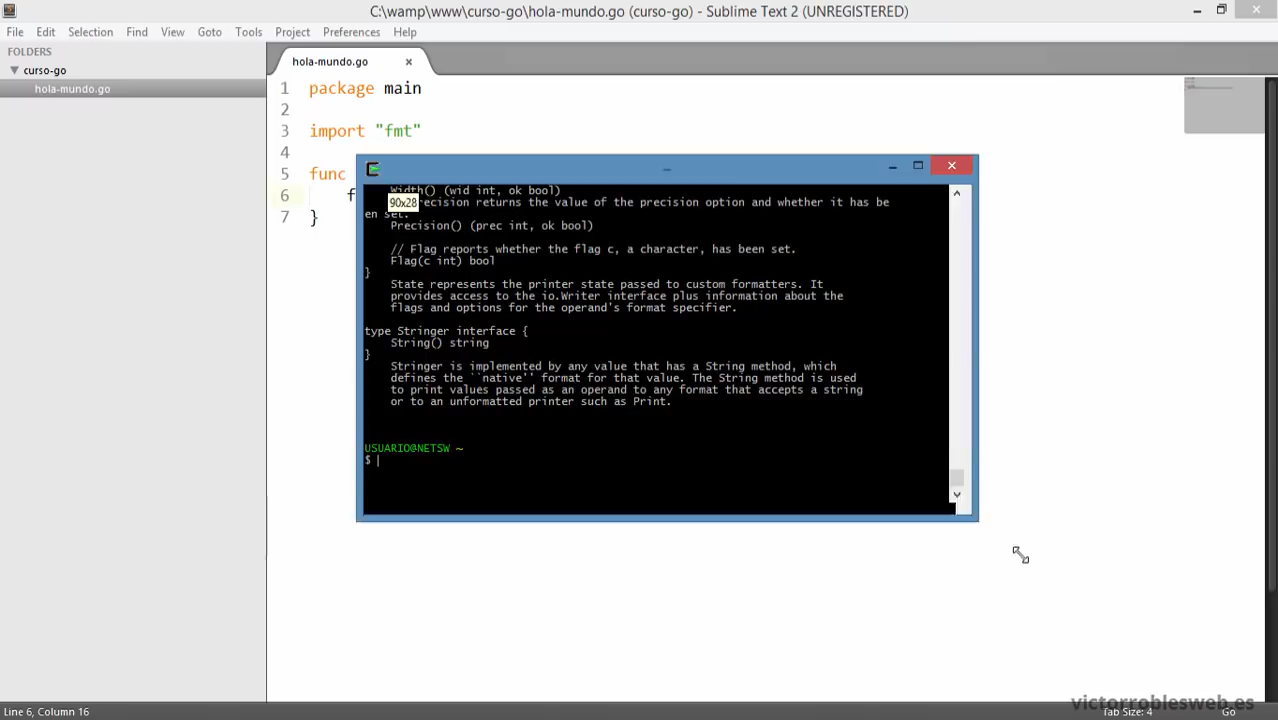 C:\wamp\www\curso-go\hola-mundo.go (curso-go) - Sublime Text 2 (UNREGISTERED)
File Edit Selection Find View Goto Tools Project Preferences Help
FOLDERS
curso-go
hola-mundo.go
hola-mundo.go
1 package main
2
3 import "fmt"
4
5 func
6 f
7 }
Width() (wid int, ok bool)
90x28
recision returns the value of the precision option and whether it has be
en set.
Precision() (prec int, ok bool)
// Flag reports whether the flag c, a character, has been set.
Flag(c int) bool
}
State represents the printer state passed to custom formatters. It
provides access to the io.Writer interface plus information about the
flags and options for the operand's format specifier.
type Stringer interface {
String() string
}
Stringer is implemented by any value that has a String method, which
defines the ``native'' format for that value. The String method is used
to print values passed as an operand to any format that accepts a string
or to an unformatted printer such as Print.
USUARIO@NETSW ~
$
victorroblesweb.es
Line 6, Column 16
Tab Size: 4
Go